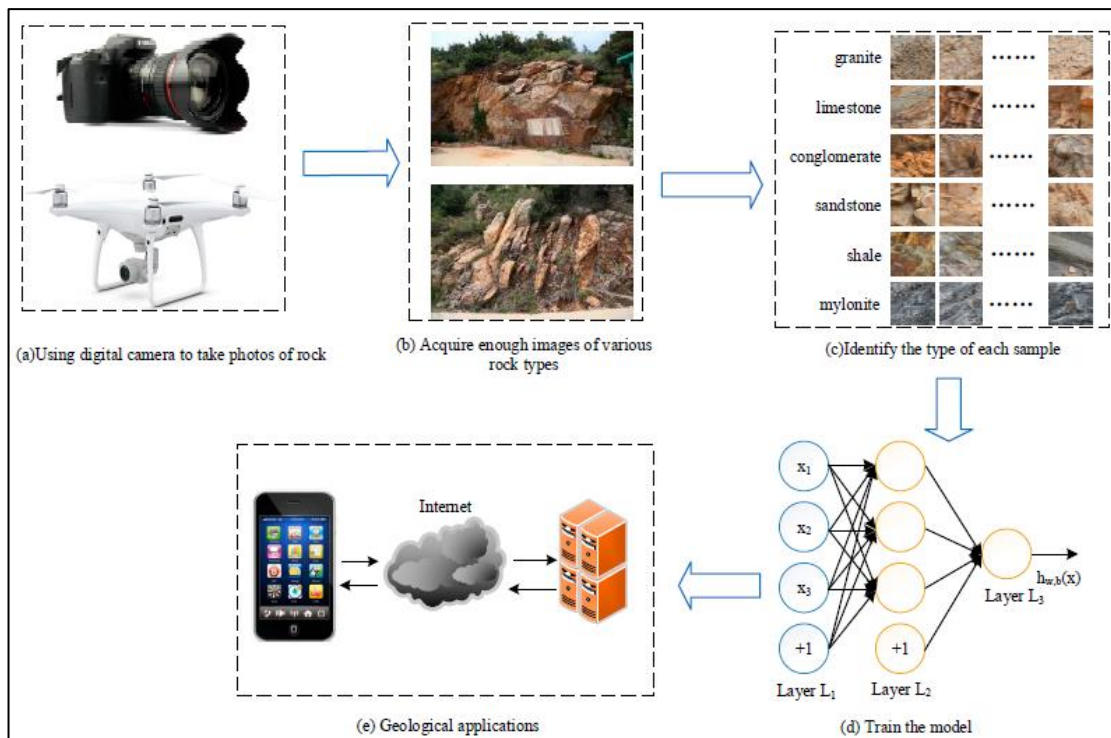 (a)Using digital camera to take photos of rock
(b) Acquire enough images of various
rock types
granite
limestone
conglomerate
sandstone
shale
mylonite
(c)Identify the type of each sample
x1
x2
x3
+1
+1
hw,b(x)
Layer L3
Layer L1
Layer L2
(d) Train the model
Internet
(e) Geological applications